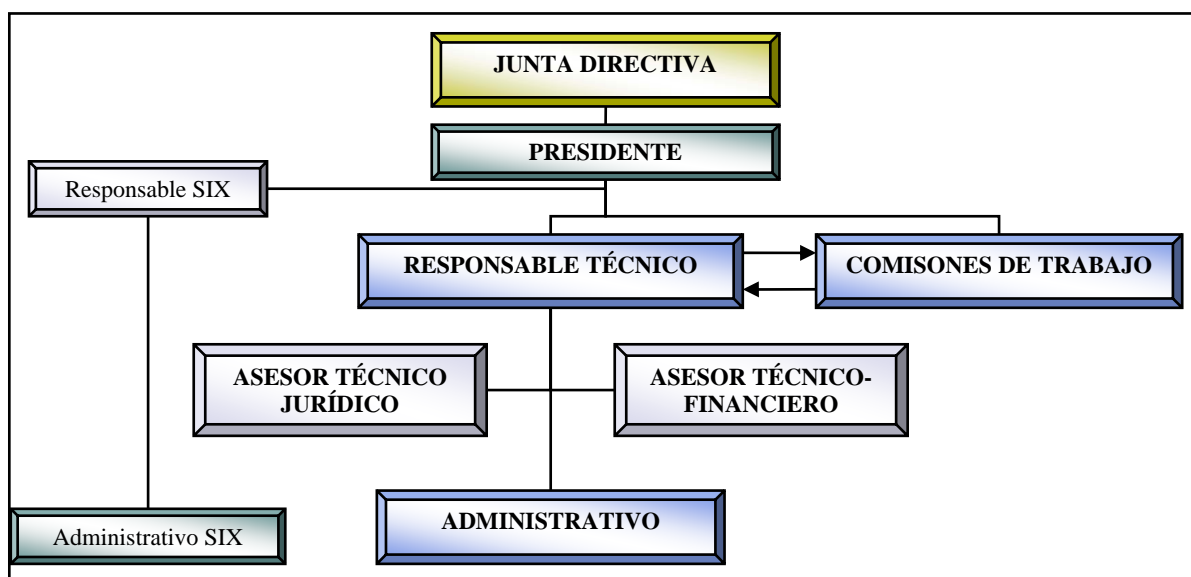 JUNTA DIRECTIVA
PRESIDENTE
Responsable SIX
RESPONSABLE TÉCNICO
COMISONES DE TRABAJO
ASESOR TÉCNICO
JURÍDICO
ASESOR TÉCNICO-
FINANCIERO
ADMINISTRATIVO
Administrativo SIX